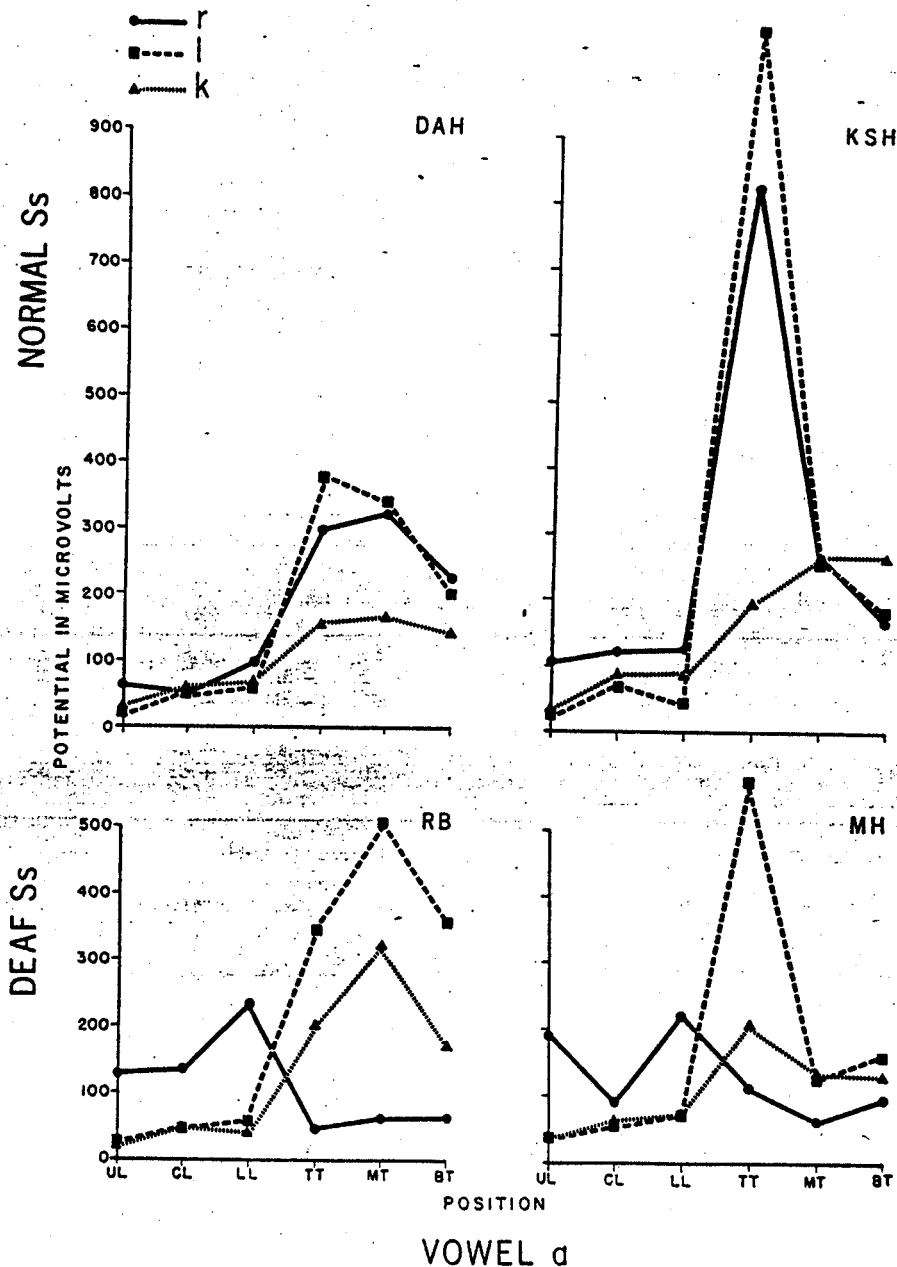 r
l
k
DAH
KSH
NORMAL Ss
POTENTIAL IN MICROVOLTS
900
800
700
600
500
400
300
200
100
0
RB
MH
DEAF Ss
500
400
300
200
100
0
UL CL LL TT MT BT
UL CL LL TT MT BT
POSITION
VOWEL a